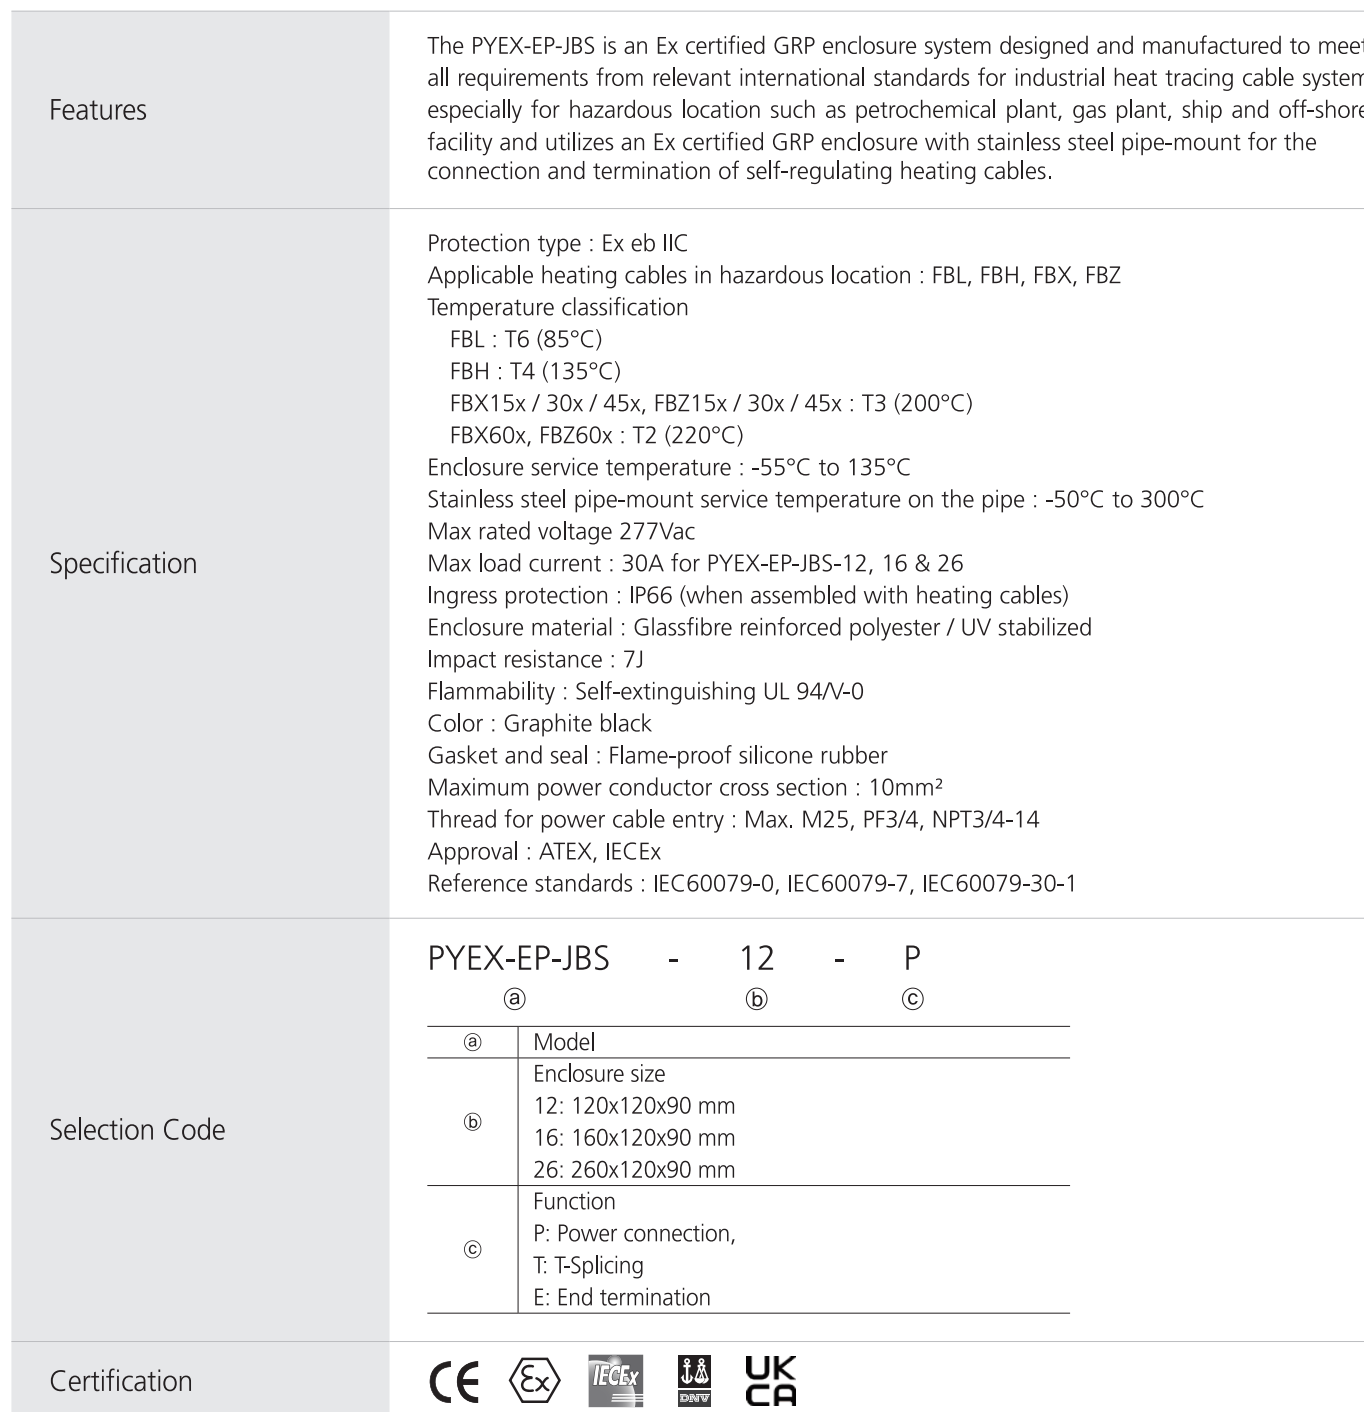 Features
The PYEX-EP-JBS is an Ex certified GRP enclosure system designed and manufactured to meet
all requirements from relevant international standards for industrial heat tracing cable system
especially for hazardous location such as petrochemical plant, gas plant, ship and off-shore
facility and utilizes an Ex certified GRP enclosure with stainless steel pipe-mount for the
connection and termination of self-regulating heating cables.
Specification
Protection type : Ex eb IIC
Applicable heating cables in hazardous location : FBL, FBH, FBX, FBZ
Temperature classification
FBL : T6 (85°C)
FBH : T4 (135°C)
FBX15x / 30x / 45x, FBZ15x / 30x / 45x : T3 (200°C)
FBX60x, FBZ60x : T2 (220°C)
Enclosure service temperature : -55°C to 135°C
Stainless steel pipe-mount service temperature on the pipe : -50°C to 300°C
Max rated voltage 277Vac
Max load current : 30A for PYEX-EP-JBS-12, 16 & 26
Ingress protection : IP66 (when assembled with heating cables)
Enclosure material : Glassfibre reinforced polyester / UV stabilized
Impact resistance : 7J
Flammability : Self-extinguishing UL 94/V-0
Color : Graphite black
Gasket and seal : Flame-proof silicone rubber
Maximum power conductor cross section : 10mm²
Thread for power cable entry : Max. M25, PF3/4, NPT3/4-14
Approval : ATEX, IECEx
Reference standards : IEC60079-0, IEC60079-7, IEC60079-30-1
Selection Code
PYEX-EP-JBS - 12 - P
ⓐ ⓑ ⓒ
ⓐ Model
ⓑ Enclosure size
12: 120x120x90 mm
16: 160x120x90 mm
26: 260x120x90 mm
ⓒ Function
P: Power connection,
T: T-Splicing
E: End termination
Certification
CE Ex IECEx DNV UK
CA